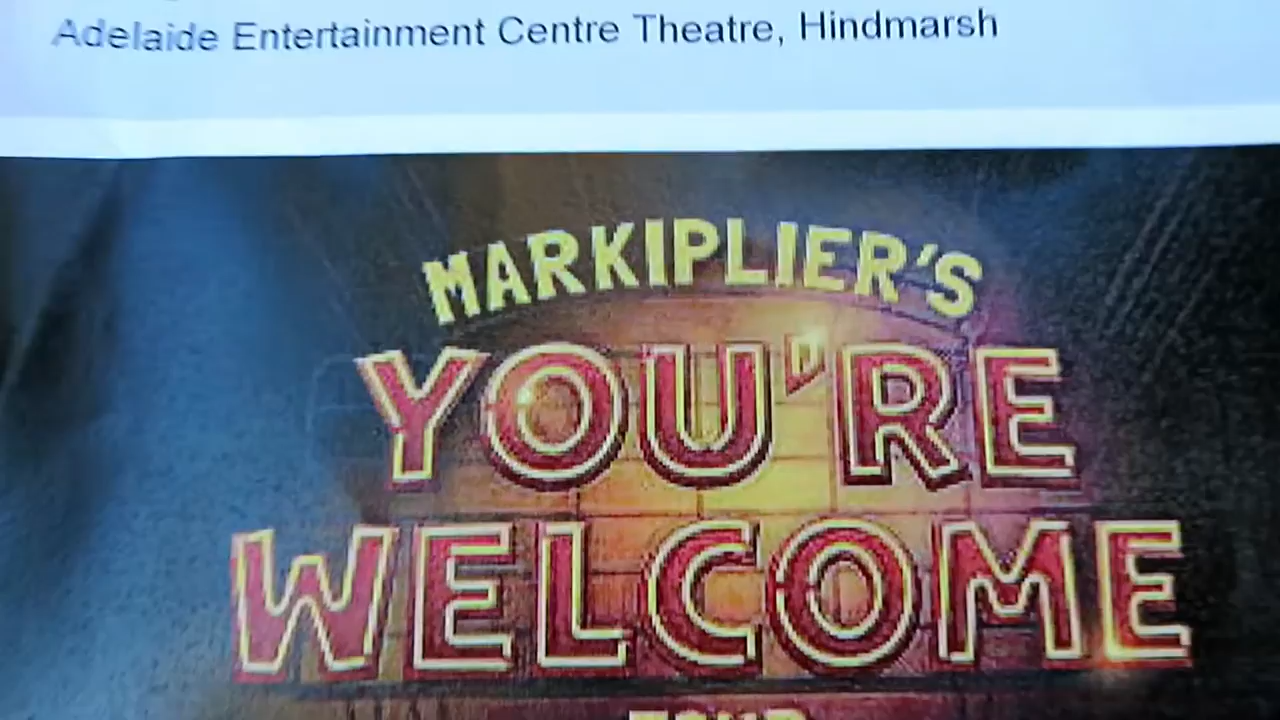 Adelaide Entertainment Centre Theatre, Hindmarsh
MARKIPLIER'S
YOU'RE
WELCOME